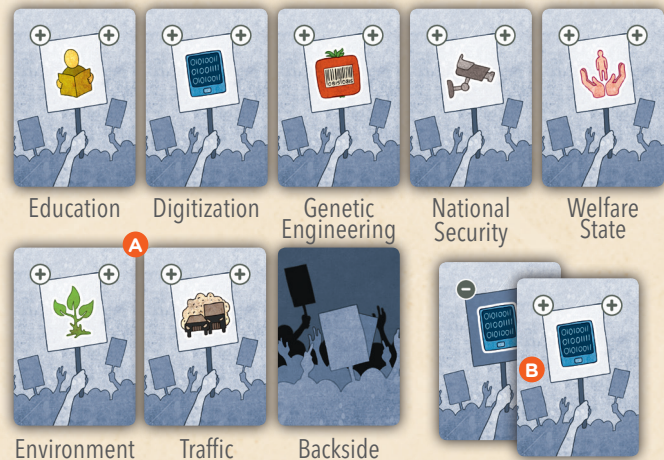 Education
Digitization
Genetic
Engineering
National
Security
Welfare
State
A
B
Environment
Traffic
Backside